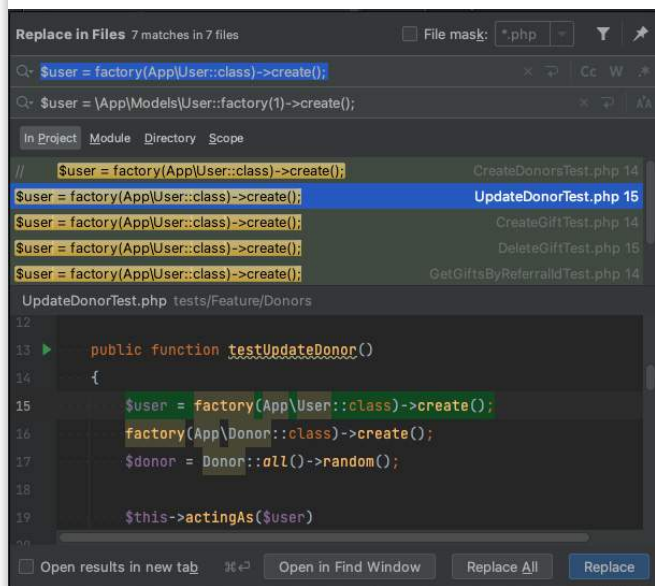 Replace in Files 7 matches in 7 files File mask: *.php
$user = factory(App\User::class)->create(); Cc W .*
$user = \App\Models\User::factory(1)->create();
In Project Module Directory Scope
// $user = factory(App\User::class)->create(); CreateDonorsTest.php 14
$user = factory(App\User::class)->create(); UpdateDonorTest.php 15
$user = factory(App\User::class)->create(); CreateGiftTest.php 14
$user = factory(App\User::class)->create(); DeleteGiftTest.php 15
$user = factory(App\User::class)->create(); GetGiftsByReferralIdTest.php 14
UpdateDonorTest.php tests/Feature/Donors
12
13 public function testUpdateDonor()
14 {
15 $user = factory(App\User::class)->create();
16 factory(App\Donor::class)->create();
17 $donor = Donor::all()->random();
18
19 $this->actingAs($user)
Open results in new tab ⌘↩ Open in Find Window Replace All Replace